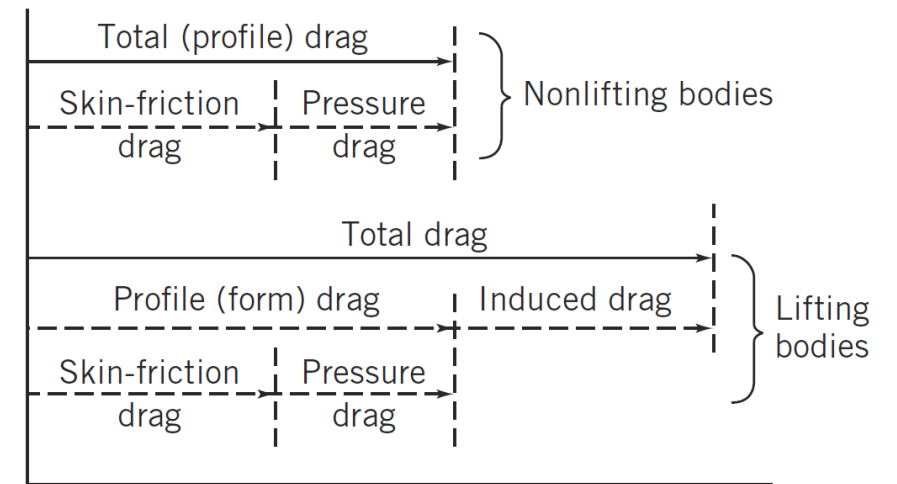 Total (profile) drag
Skin-friction
drag
Pressure
drag
Nonlifting bodies
Total drag
Profile (form) drag
Induced drag
Skin-friction
drag
Pressure
drag
Lifting
bodies